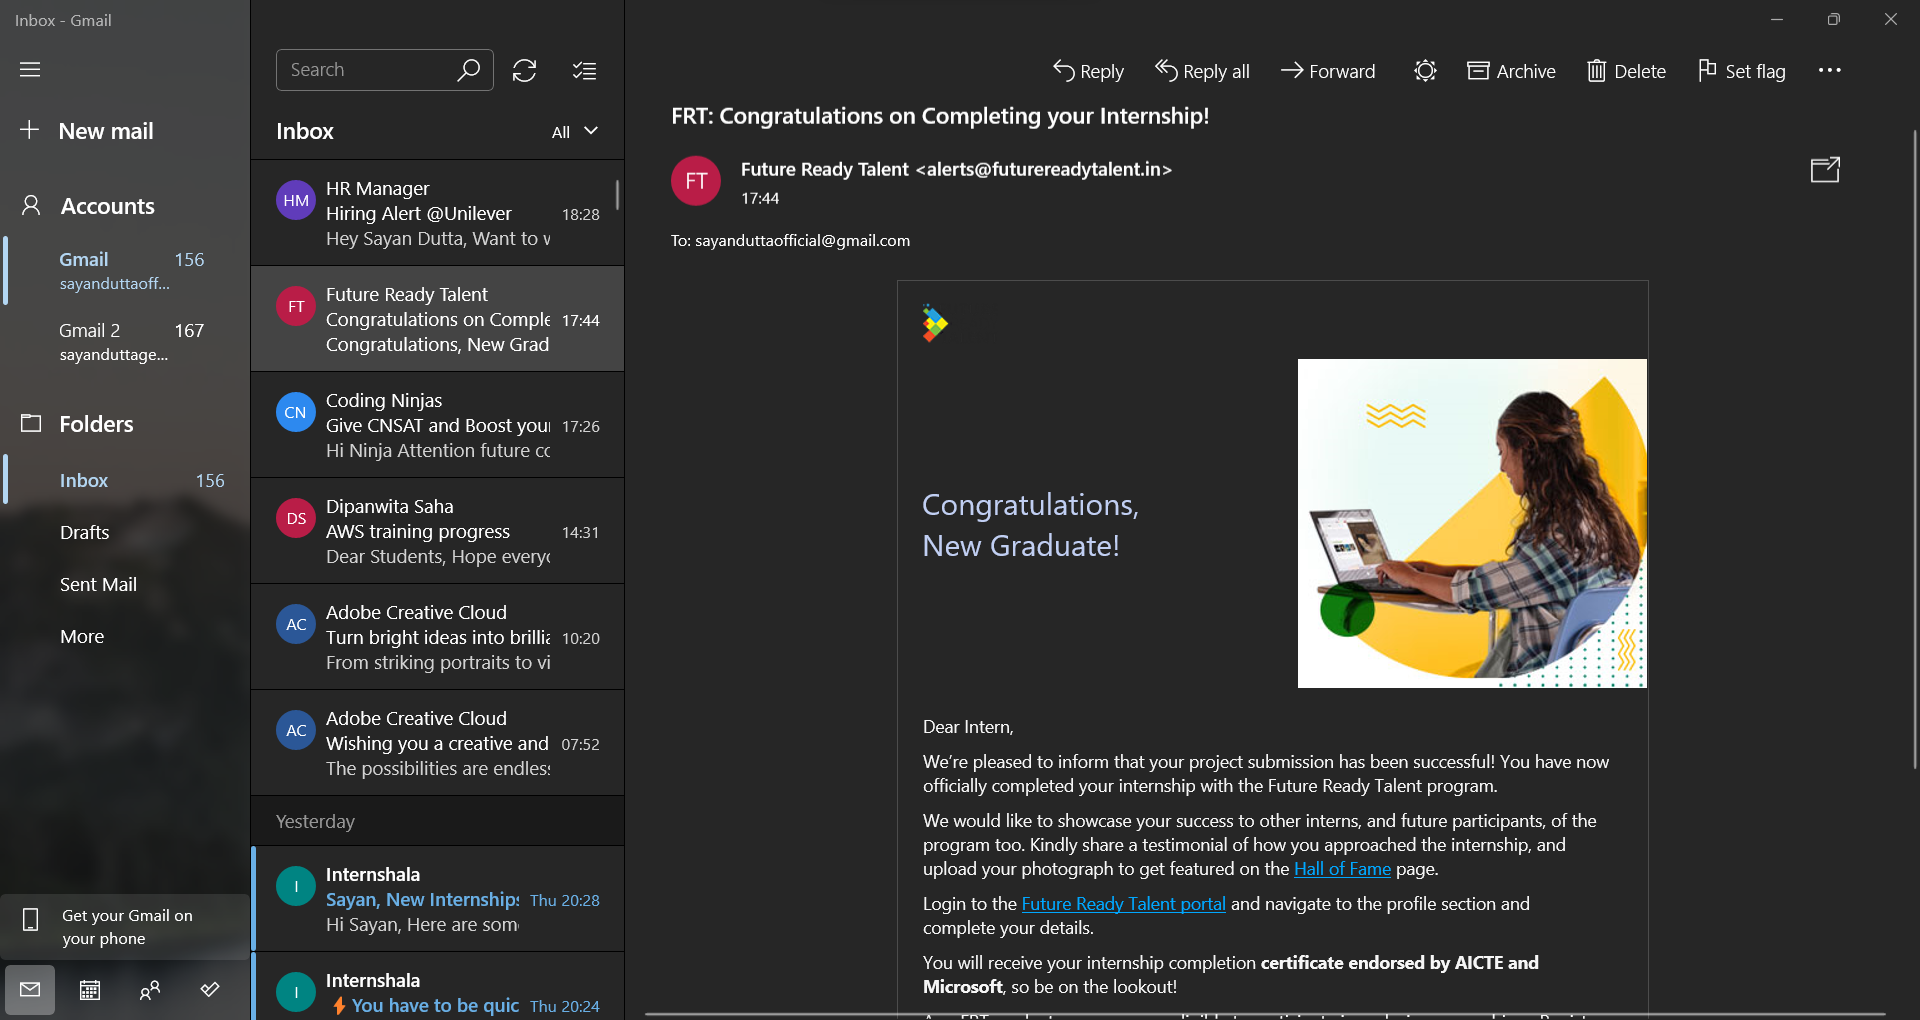 Inbox - Gmail
New mail
Accounts
Gmail 156
sayanduttaoff...
Gmail 2 167
sayanduttage...
Folders
Inbox 156
Drafts
Sent Mail
More
Get your Gmail on
your phone
Search
Inbox All
HM HR Manager
Hiring Alert @Unilever 18:28
Hey Sayan Dutta, Want to
FT Future Ready Talent
Congratulations on Comple 17:44
Congratulations, New Grad
CN Coding Ninjas
Give CNSAT and Boost your 17:26
Hi Ninja Attention future co
DS Dipanwita Saha
AWS training progress 14:31
Dear Students, Hope everyo
AC Adobe Creative Cloud
Turn bright ideas into brillia 10:20
From striking portraits to vi
AC Adobe Creative Cloud
Wishing you a creative and 07:52
The possibilities are endles
Yesterday
I Internshala
Sayan, New Internships Thu 20:28
Hi Sayan, Here are som
I Internshala
⚡You have to be quic Thu 20:24
Reply Reply all Forward Archive Delete Set flag
FRT: Congratulations on Completing your Internship!
FT Future Ready Talent <alerts@futurereadytalent.in>
17:44
To: sayanduttaofficial@gmail.com
Congratulations,
New Graduate!
Dear Intern,
We're pleased to inform that your project submission has been successful! You have now
officially completed your internship with the Future Ready Talent program.
We would like to showcase your success to other interns, and future participants, of the
program too. Kindly share a testimonial of how you approached the internship, and
upload your photograph to get featured on the Hall of Fame page.
Login to the Future Ready Talent portal and navigate to the profile section and
complete your details.
You will receive your internship completion certificate endorsed by AICTE and
Microsoft, so be on the lookout!